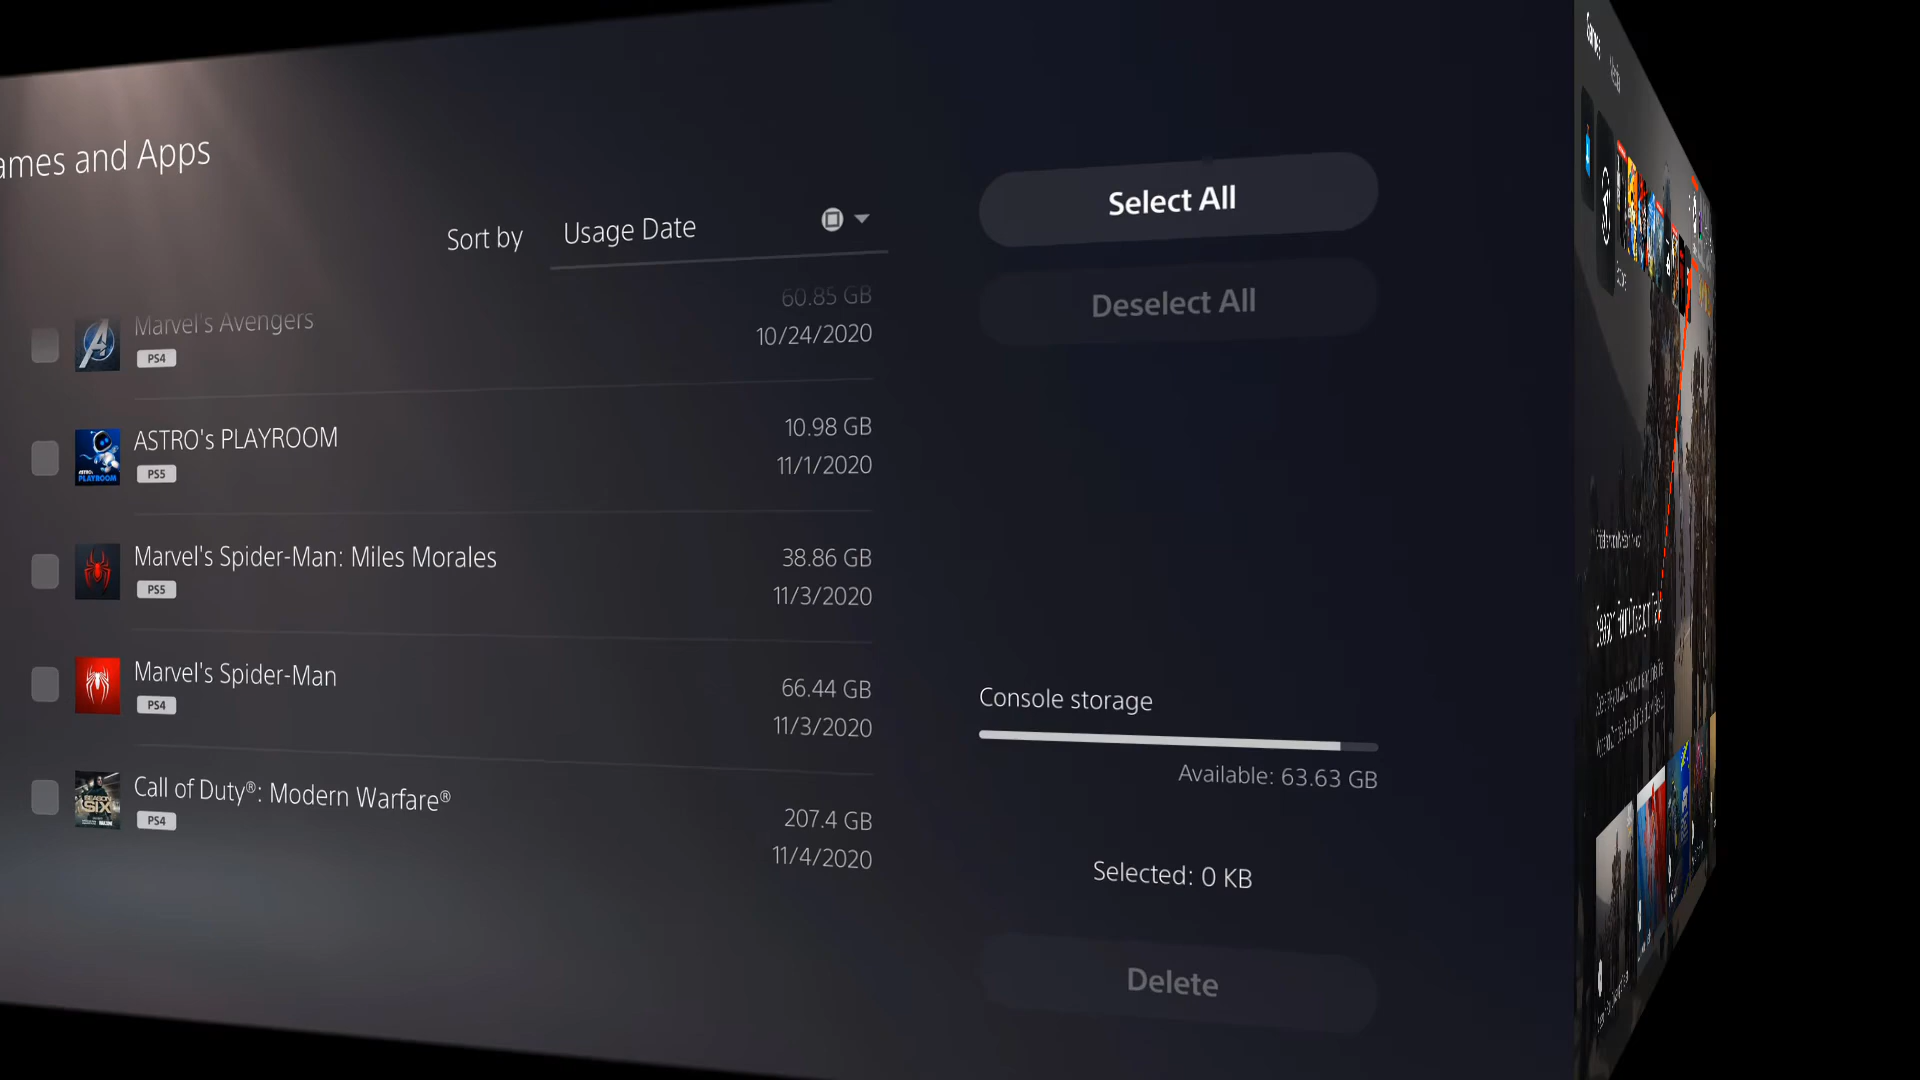 ames and Apps
Sort by Usage Date
Marvel's Avengers
PS4
60.85 GB
10/24/2020
ASTRO's PLAYROOM
PS5
10.98 GB
11/1/2020
Marvel's Spider-Man: Miles Morales
PS5
38.86 GB
11/3/2020
Marvel's Spider-Man
PS4
66.44 GB
11/3/2020
Call of Duty®: Modern Warfare®
PS4
207.4 GB
11/4/2020
Select All
Deselect All
Console storage
Available: 63.63 GB
Selected: 0 KB
Delete
Games
Media